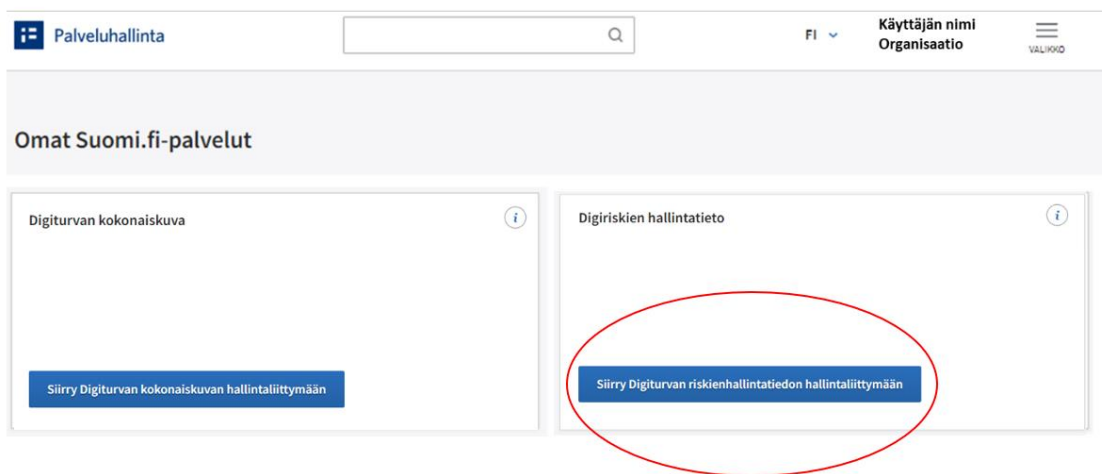 Palveluhallinta
FI
Käyttäjän nimi
Organisaatio
VALIKKO
Omat Suomi.fi-palvelut
Digiturvan kokonaiskuva
i
Digiriskien hallintatieto
i
Siirry Digiturvan kokonaiskuvan hallintaliittymään
Siirry Digiturvan riskienhallintatiedon hallintaliittymään